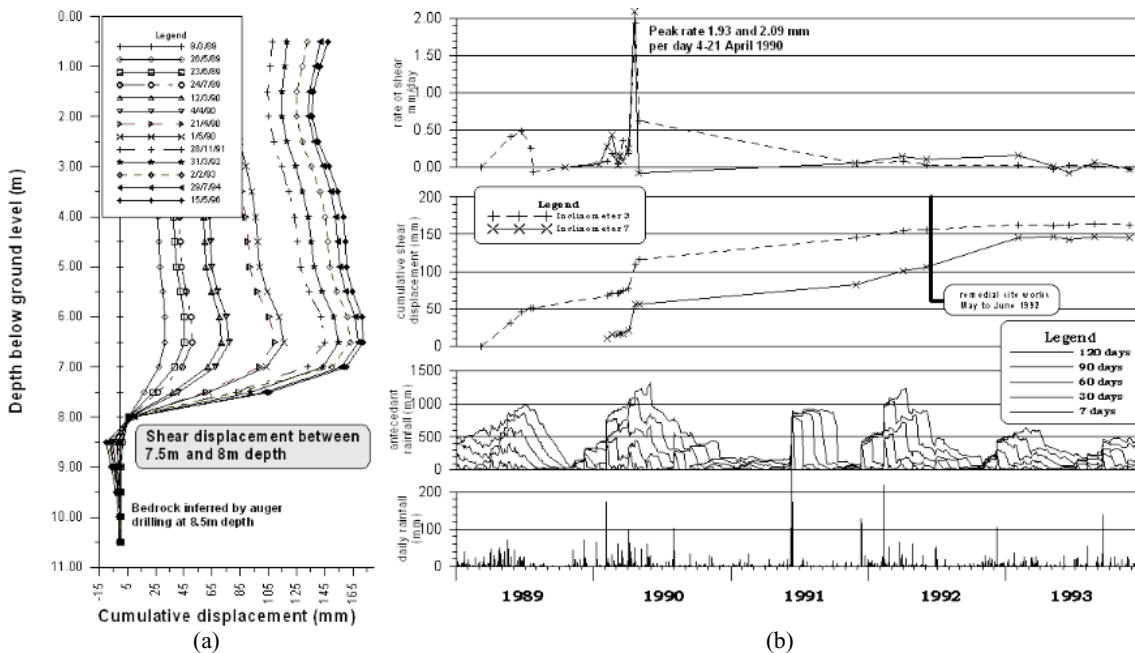 0.00
1.00
2.00
3.00
4.00
5.00
6.00
7.00
8.00
9.00
10.00
11.00
Depth below ground level (m)
Legend
9/3/89
26/5/89
23/6/89
24/7/89
12/3/90
4/4/90
21/4/90
1/5/90
28/11/91
31/3/92
2/2/93
29/7/94
15/5/96
Shear displacement between
7.5m and 8m depth
Bedrock inferred by auger
drilling at 8.5m depth
-15
5
25
45
65
85
105
125
145
165
Cumulative displacement (mm)
(a)
rate of shear
mm/day
2.00
1.50
1.00
0.50
0.00
Peak rate 1.93 and 2.09 mm
per day 4-21 April 1990
cumulative shear
displacement (mm)
200
150
100
50
0
Legend
Inclinometer 3
Inclinometer 7
remedial site works
May to June 1992
antecedant
rainfall (mm)
1000
500
0
Legend
120 days
90 days
60 days
30 days
7 days
daily rainfall
(mm)
200
100
0
1989
1990
1991
1992
1993
(b)